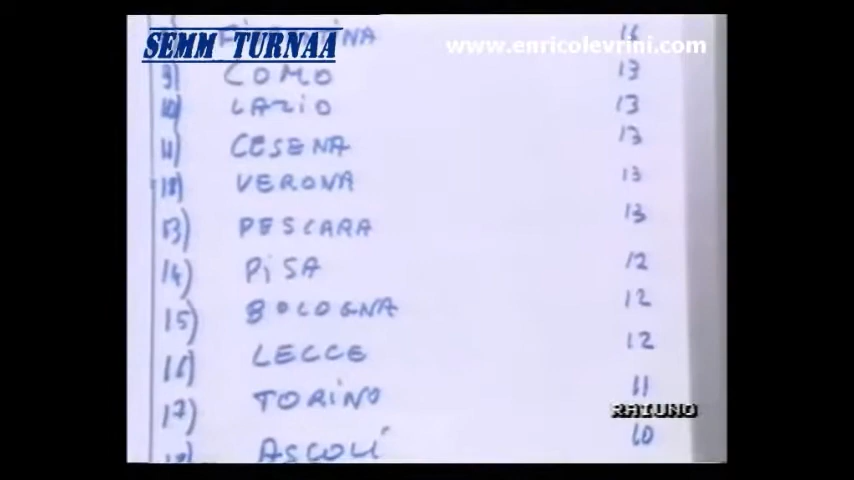 SEMM TURNAA
www.enricolevrini.com
16
9) COMO 13
10) LAZIO 13
11) CESENA 13
12) VERONA 13
13) PESCARA 13
14) PISA 12
15) BOLOGNA 12
16) LECCE 12
17) TORINO 11
RAIUNO
ASCOLI 10